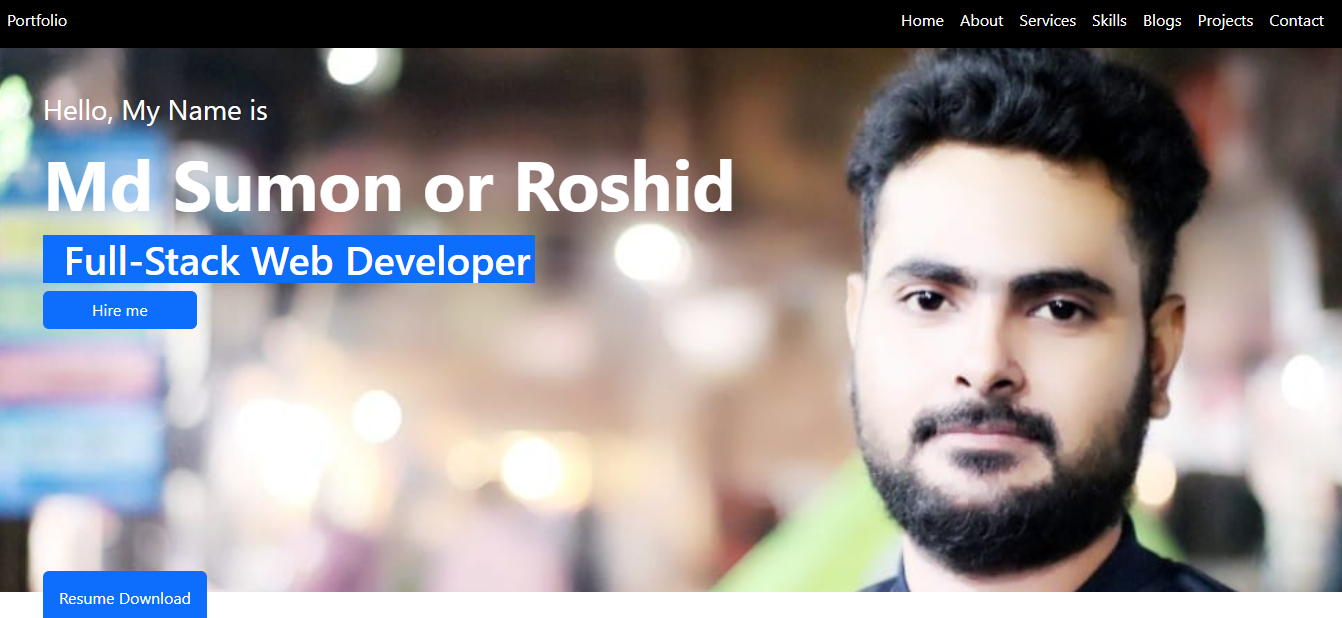 Portfolio Home About Services Skills Blogs Projects Contact
Hello, My Name is
Md Sumon or Roshid
Full-Stack Web Developer
Hire me
Resume Download